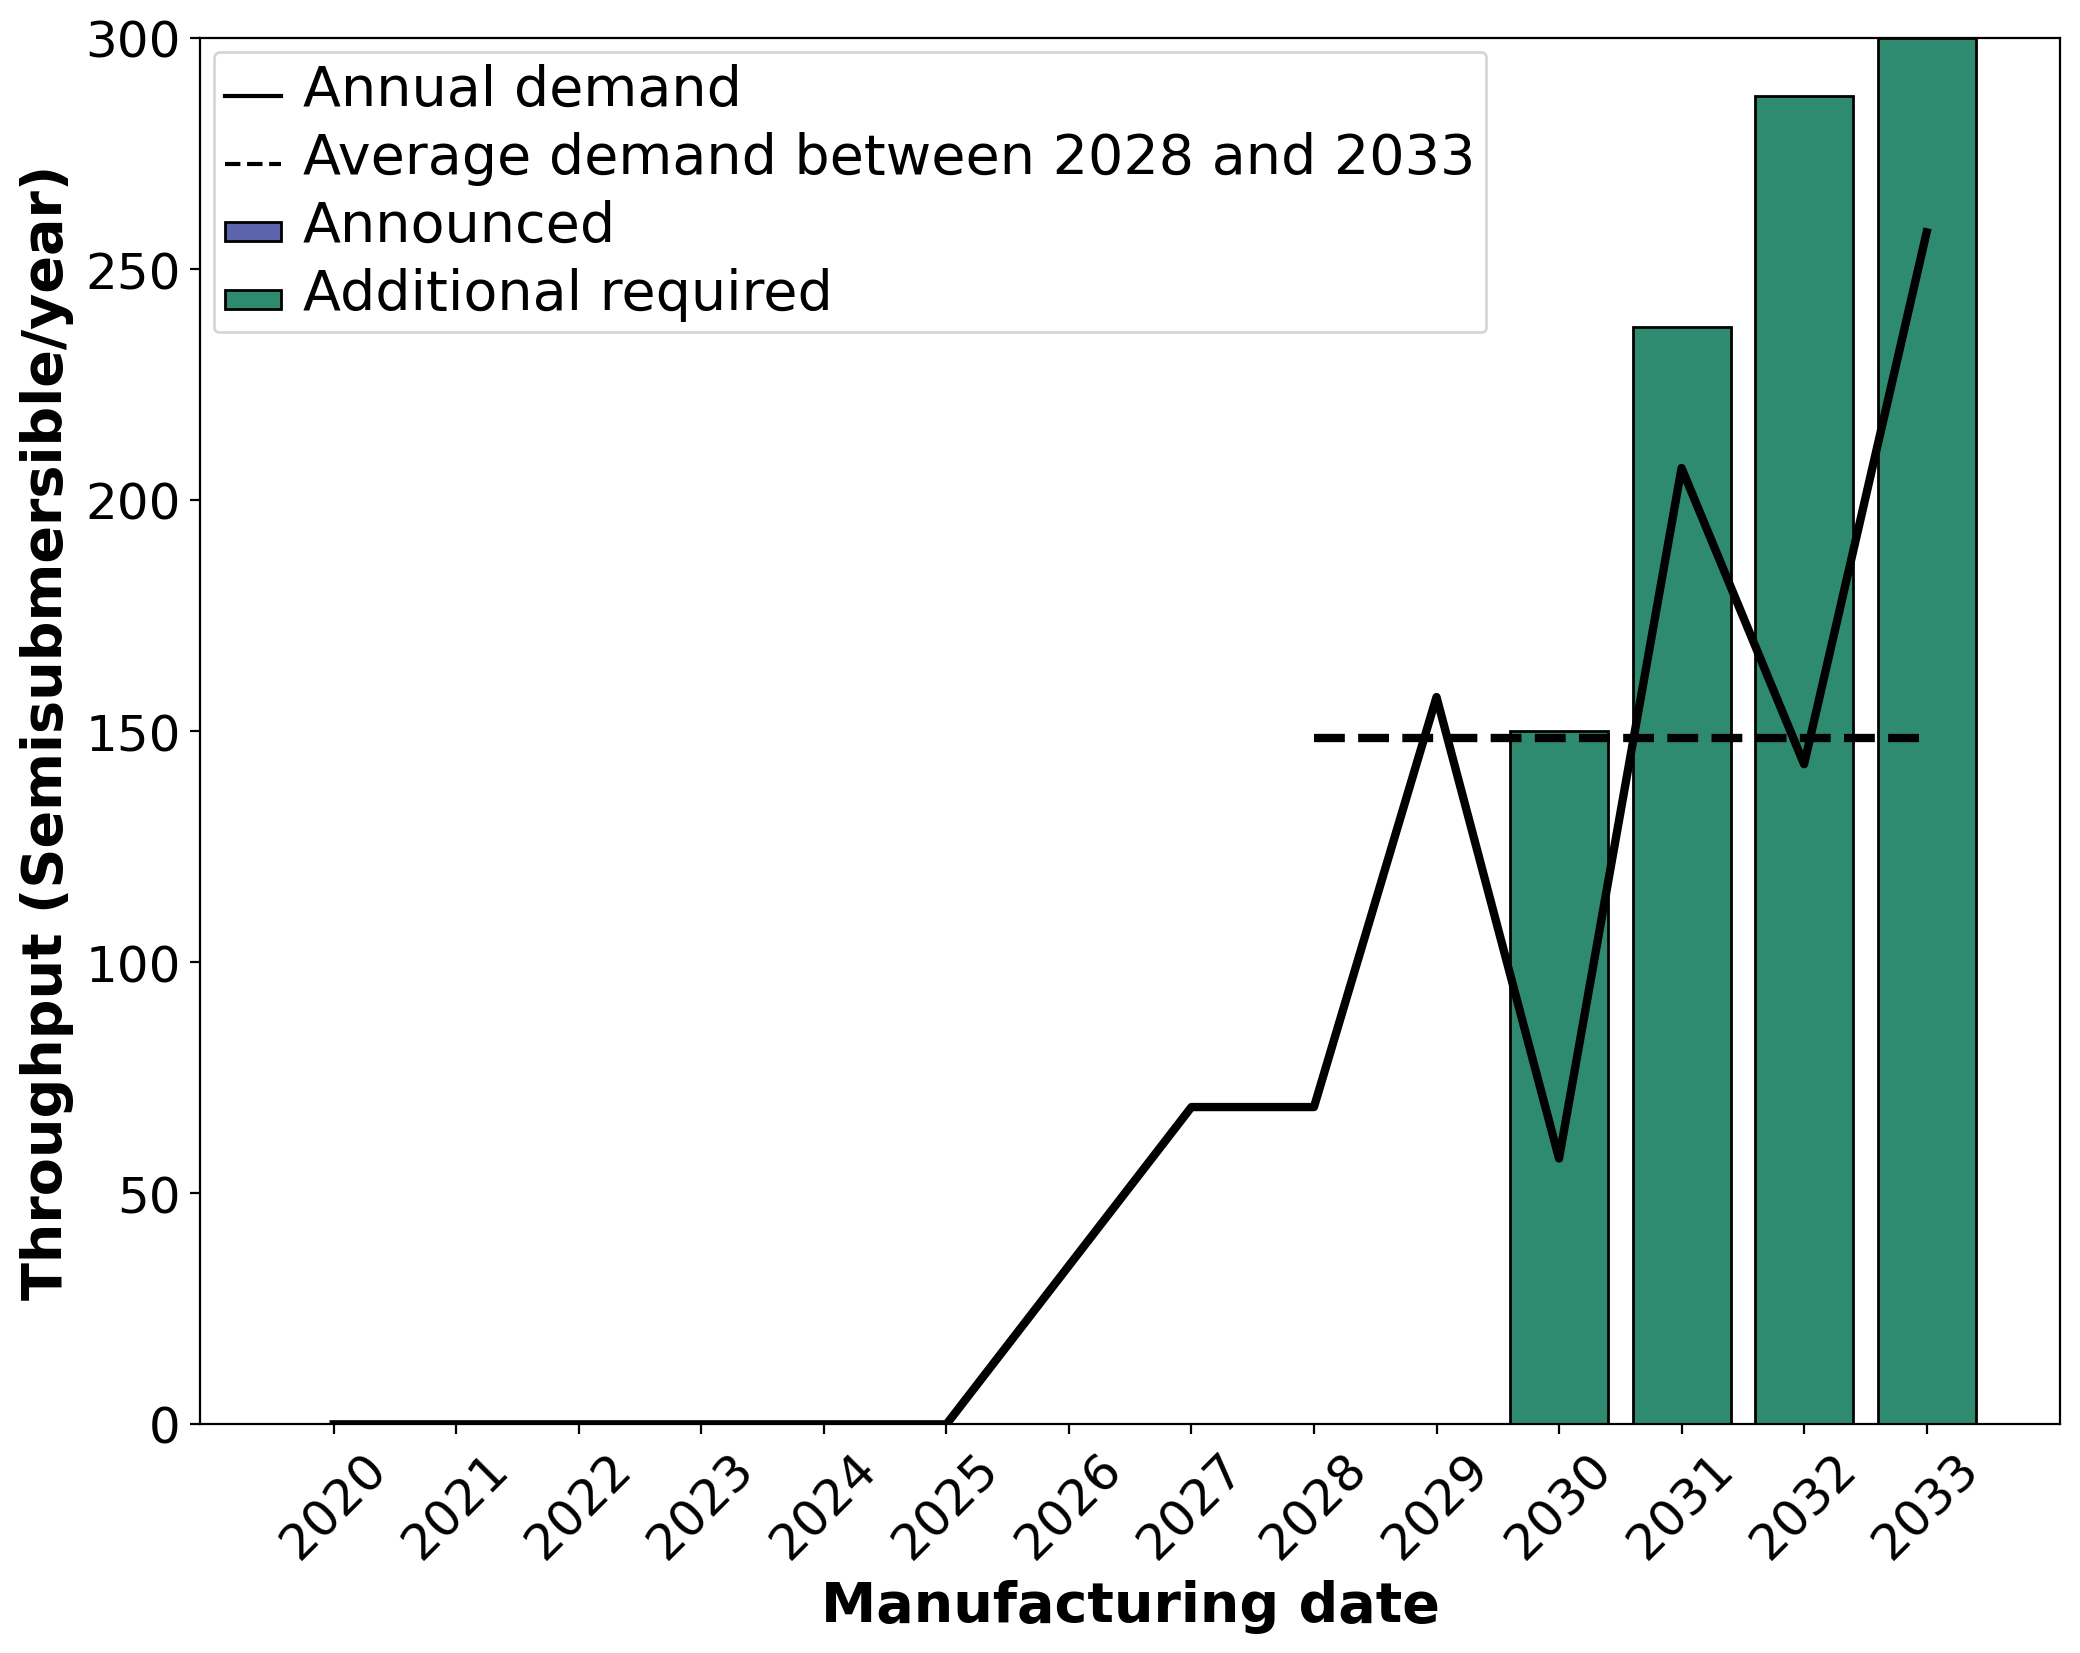 300
250
200
150
100
50
0
Throughput (Semisubmersible/year)
Annual demand
Average demand between 2028 and 2033
Announced
Additional required
2020 2021 2022 2023 2024 2025 2026 2027 2028 2029 2030 2031 2032 2033
Manufacturing date